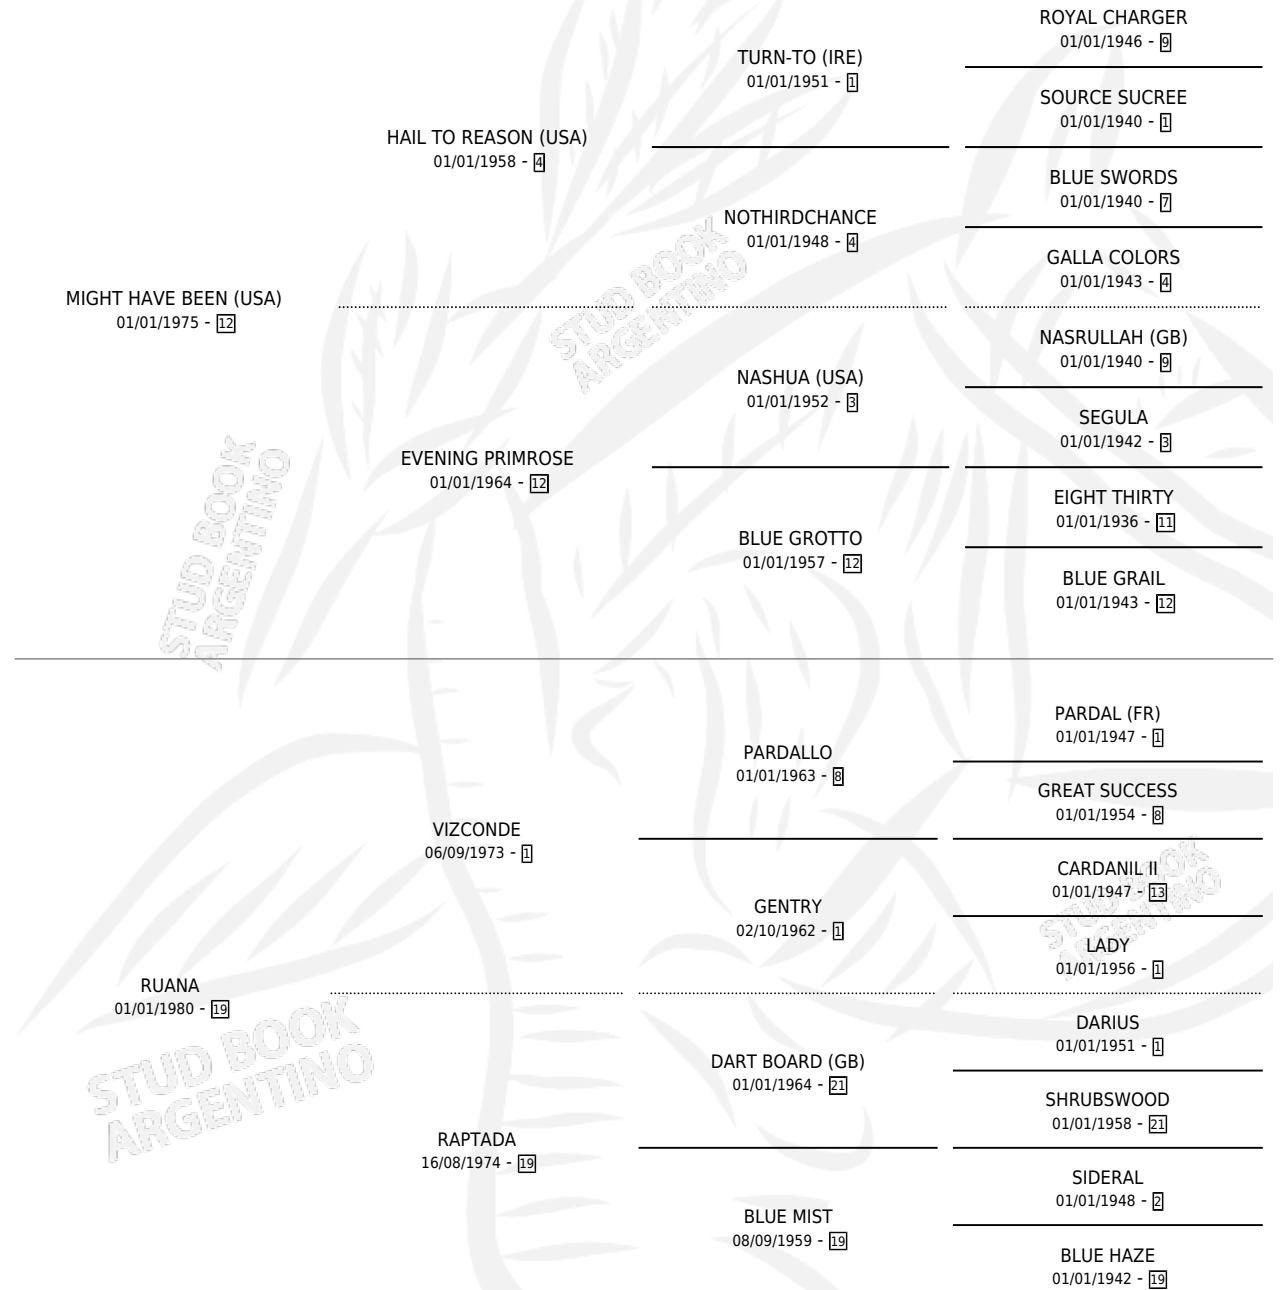 ROYAL CHARGER
01/01/1946 - 9
TURN-TO (IRE)
01/01/1951 - 1
SOURCE SUCREE
01/01/1940 - 1
HAIL TO REASON (USA)
01/01/1958 - 4
BLUE SWORDS
01/01/1940 - 7
NOTHIRDCHANCE
01/01/1948 - 4
GALLA COLORS
01/01/1943 - 4
MIGHT HAVE BEEN (USA)
01/01/1975 - 12
STUD BOOK
ARGENTINO
NASRULLAH (GB)
01/01/1940 - 9
NASHUA (USA)
01/01/1952 - 3
SEGULA
01/01/1942 - 3
EVENING PRIMROSE
01/01/1964 - 12
EIGHT THIRTY
01/01/1936 - 11
BLUE GROTTO
01/01/1957 - 12
BLUE GRAIL
01/01/1943 - 12
STUD BOOK
ARGENTINO
PARDAL (FR)
01/01/1947 - 1
PARDALLO
01/01/1963 - 8
GREAT SUCCESS
01/01/1954 - 8
VIZCONDE
06/09/1973 - 1
CARDANIL II
01/01/1947 - 13
GENTRY
02/10/1962 - 1
LADY
01/01/1956 - 1
STUD BOOK
ARGENTINO
RUANA
01/01/1980 - 19
DARIUS
01/01/1951 - 1
DART BOARD (GB)
01/01/1964 - 21
SHRUBSWOOD
01/01/1958 - 21
STUD BOOK
ARGENTINO
RAPTADA
16/08/1974 - 19
SIDERAL
01/01/1948 - 2
BLUE MIST
08/09/1959 - 19
BLUE HAZE
01/01/1942 - 19